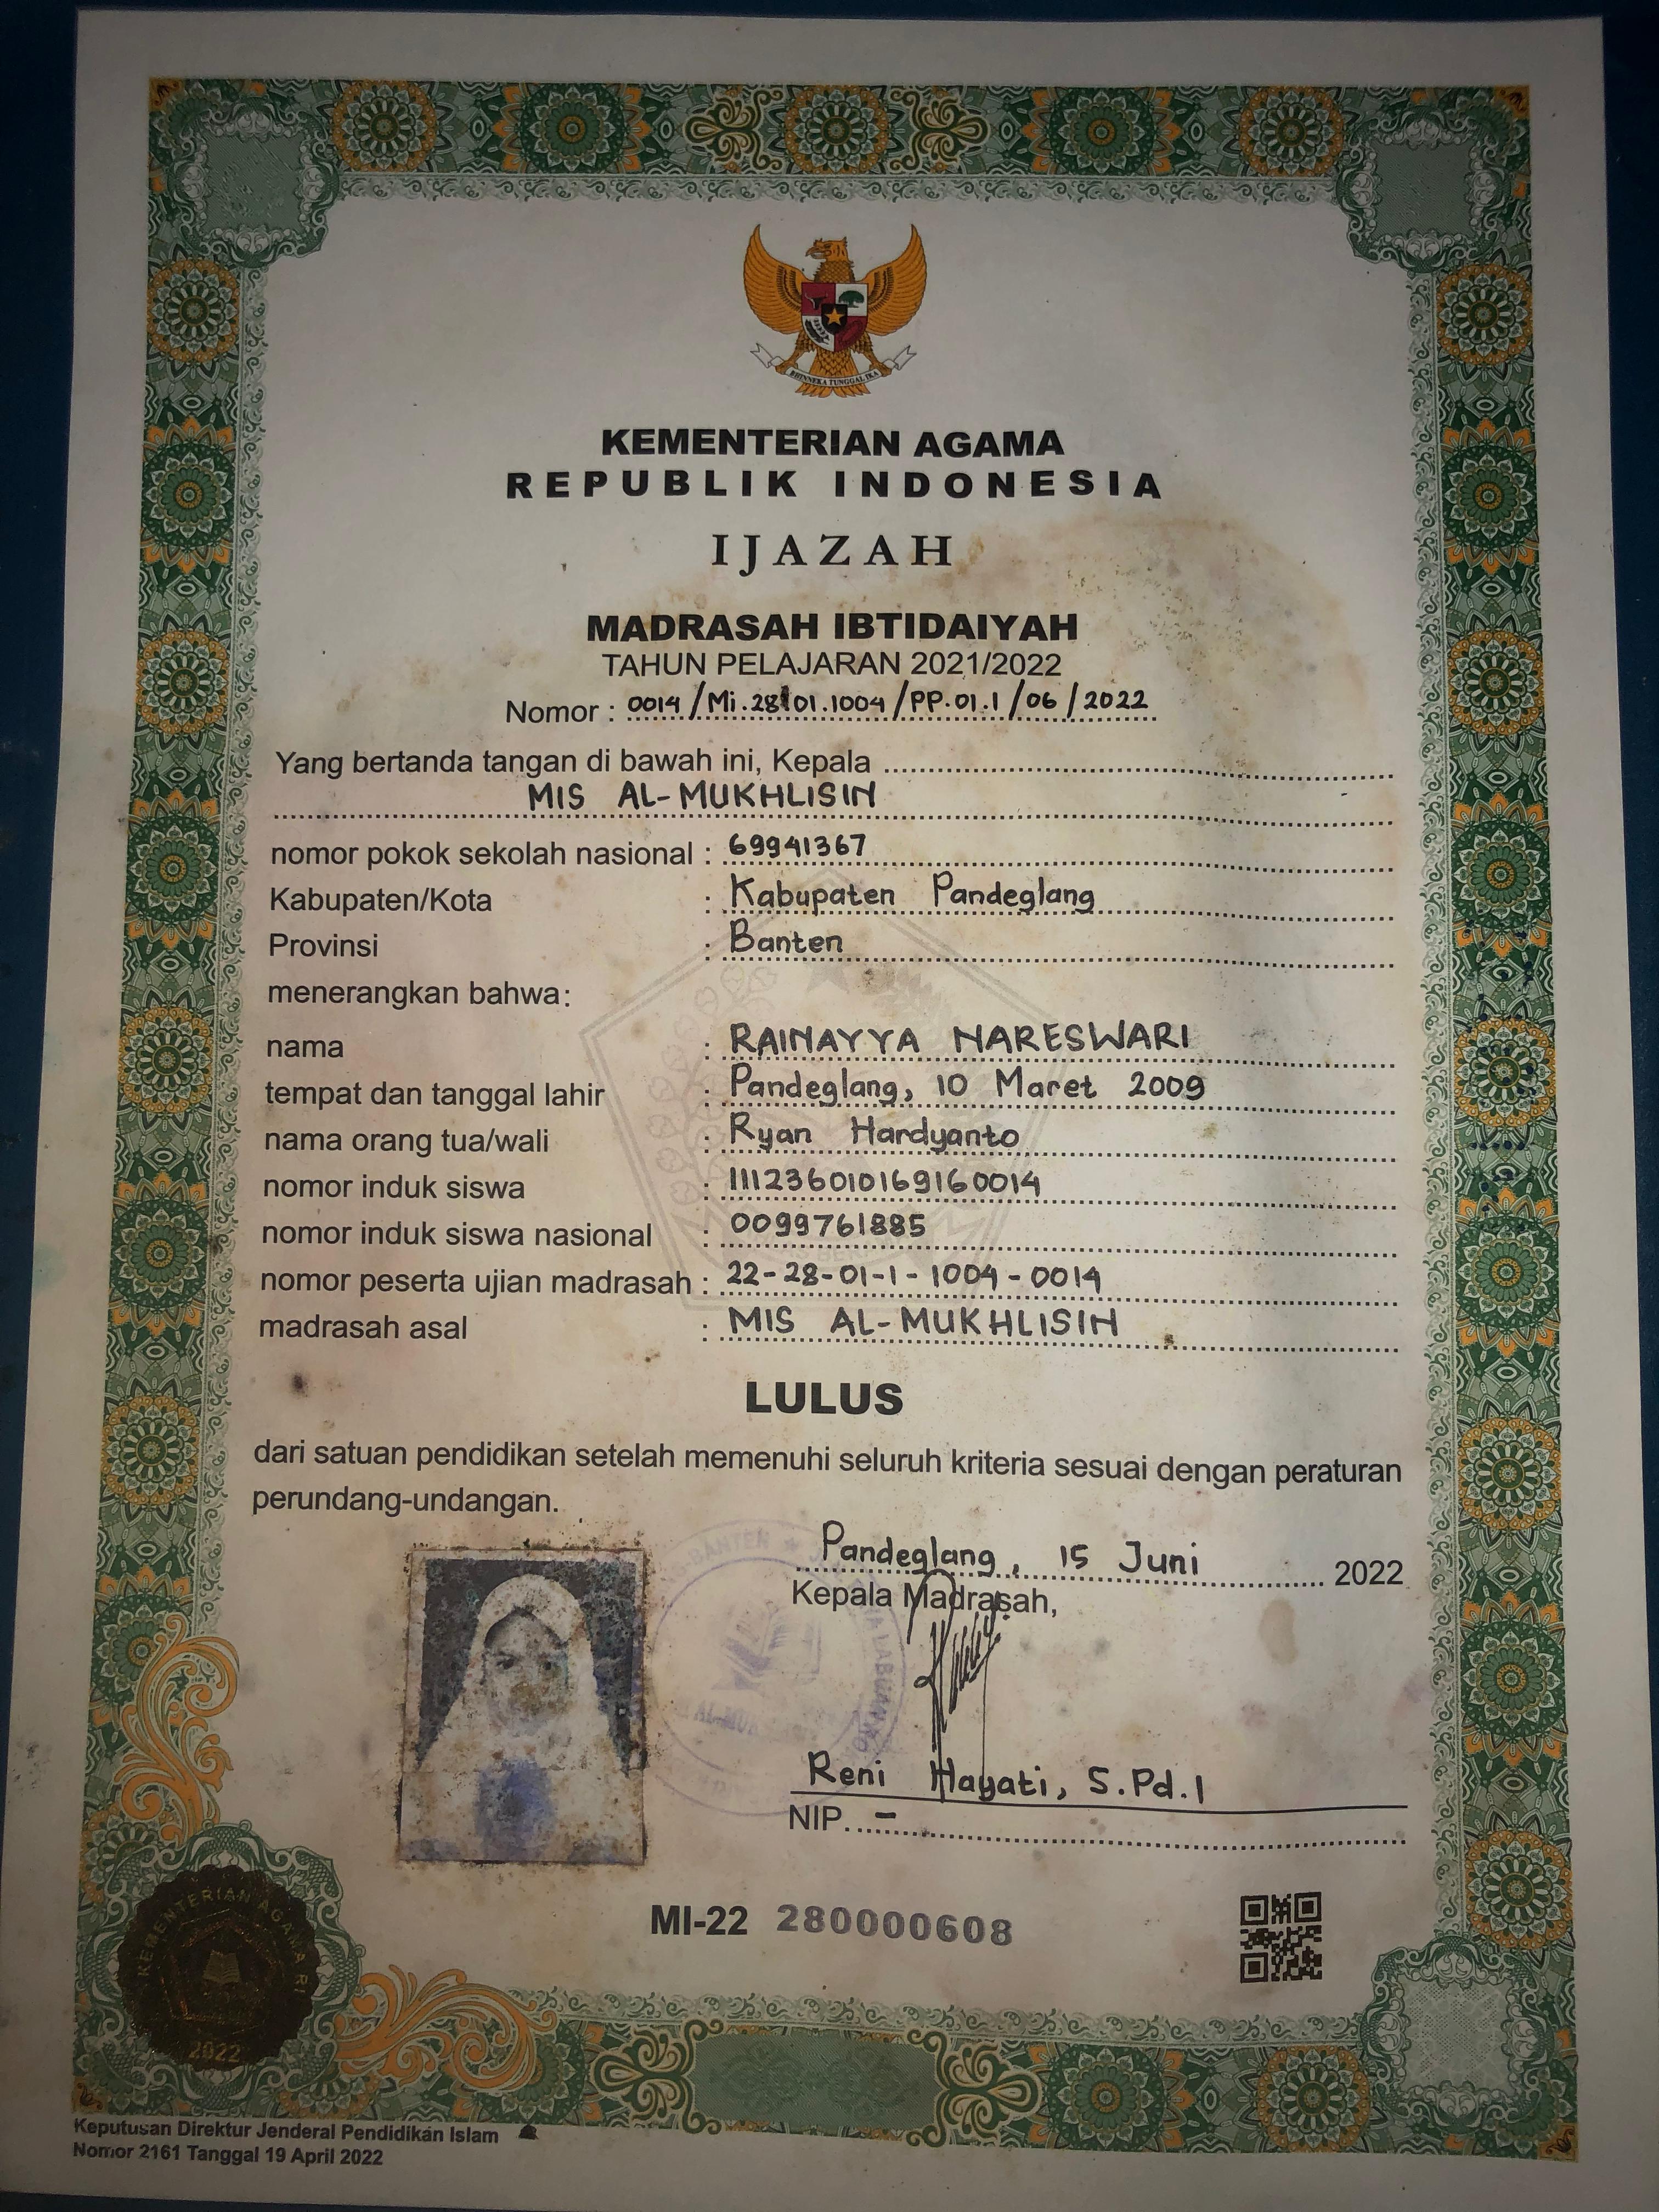 BHINNEKA TUNGGAL IKA
KEMENTERIAN AGAMA
REPUBLIK INDONESIA
IJAZAH
MADRASAH IBTIDAIYAH
TAHUN PELAJARAN 2021/2022
Nomor : 0014/Mi.28.01.1004/PP.01.1/06/2022
Yang bertanda tangan di bawah ini, Kepala
MIS AL-MUKHLISIN
nomor pokok sekolah nasional : 69941367
Kabupaten/Kota : Kabupaten Pandeglang
Provinsi : Banten
menerangkan bahwa:
nama : RAINAYYA NARESWARI
tempat dan tanggal lahir : Pandeglang, 10 Maret 2009
nama orang tua/wali : Ryan Hardyanto
nomor induk siswa : 111236010169160014
nomor induk siswa nasional : 0099761885
nomor peserta ujian madrasah : 22-28-01-1-1004-0014
madrasah asal : MIS AL-MUKHLISIN
LULUS
dari satuan pendidikan setelah memenuhi seluruh kriteria sesuai dengan peraturan
perundang-undangan.
Pandeglang, 15 Juni 2022
Kepala Madrasah,
BANTEN
LABUAN
Reni Hayati, S.Pd.I
NIP. -
MI-22 280000608
KEMENTERIAN AGAMA RI
2022
Keputusan Direktur Jenderal Pendidikan Islam
Nomor 2161 Tanggal 19 April 2022